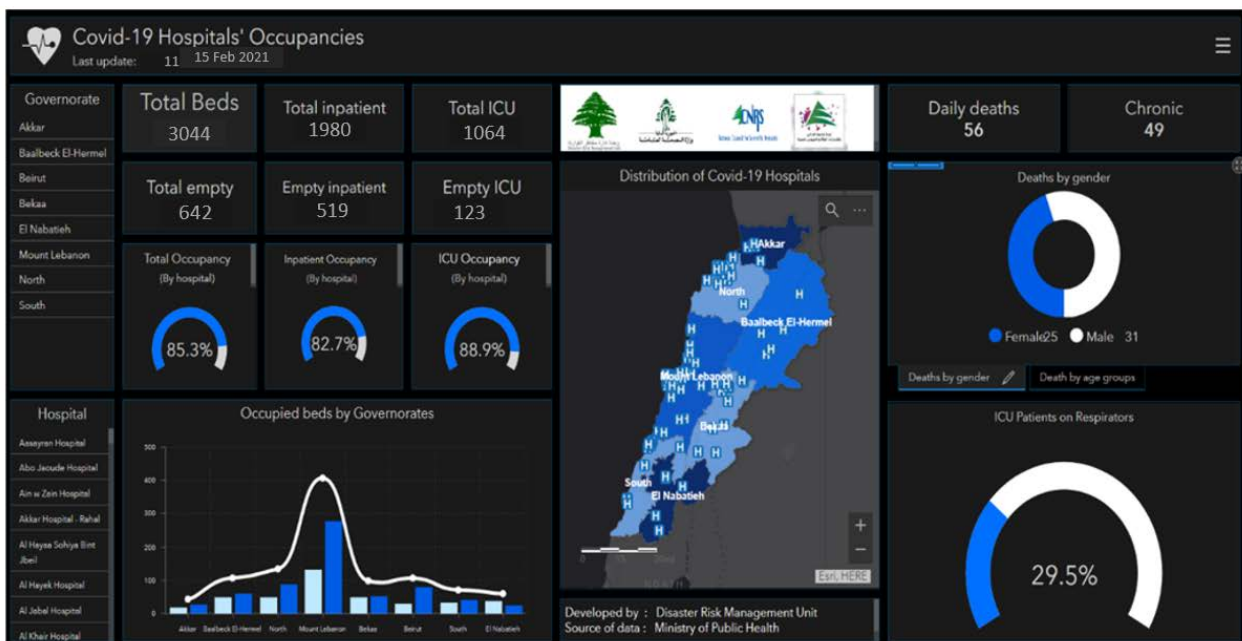 Covid-19 Hospitals' Occupancies
Last update: 11 15 Feb 2021
Governorate
Akkar
Baalbeck El-Hermel
Beirut
Bekaa
El Nabatieh
Mount Lebanon
North
South
Total Beds
3044
Total inpatient
1980
Total ICU
1064
Total empty
642
Empty inpatient
519
Empty ICU
123
Total Occupancy
(By hospital)
85.3%
Inpatient Occupancy
(By hospital)
82.7%
ICU Occupancy
(By hospital)
88.9%
CNRS
Daily deaths
56
Chronic
49
Distribution of Covid-19 Hospitals
H Akkar
North
Baalbeck El-Hermel
Mount Lebanon
Bekaa
South
El Nabatieh
Esri, HERE
Developed by : Disaster Risk Management Unit
Source of data : Ministry of Public Health
Deaths by gender
Female25 Male 31
Deaths by gender
Death by age groups
ICU Patients on Respirators
29.5%
Hospital
Assayran Hospital
Abo Jaoude Hospital
Ain w Zein Hospital
Akkar Hospital - Rahal
Al Hayaa Sohiya Bint
Jbeil
Al Hayek Hospital
Al Jabal Hospital
Al Khair Hospital
Occupied beds by Governorates
500
400
300
200
100
0
Akkar Baalbeck El-Hermel North Mount Lebanon Bekaa Beirut South El Nabatieh